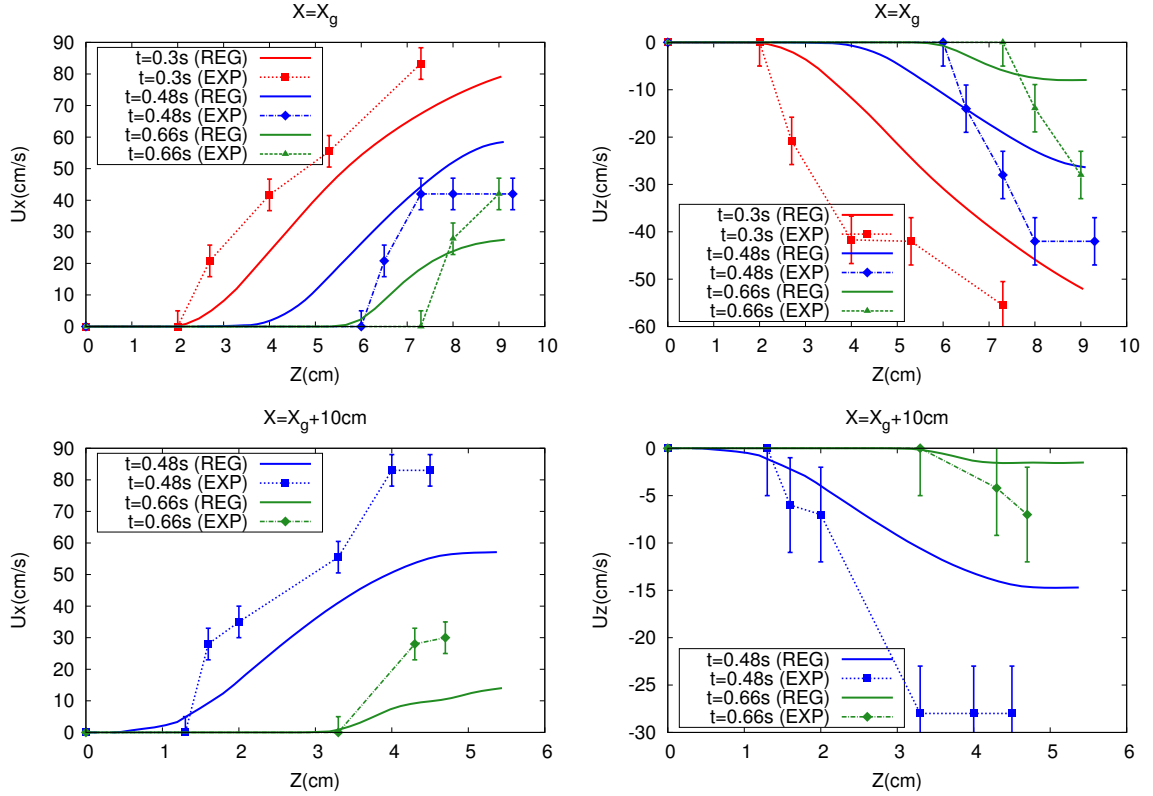 X=Xg
90
80
70
60
50
40
30
20
10
0
0 1 2 3 4 5 6 7 8 9 10
Ux(cm/s)
Z(cm)
t=0.3s (REG)
t=0.3s (EXP)
t=0.48s (REG)
t=0.48s (EXP)
t=0.66s (REG)
t=0.66s (EXP)
X=Xg
0
-10
-20
-30
-40
-50
-60
0 1 2 3 4 5 6 7 8 9 10
Uz(cm/s)
Z(cm)
t=0.3s (REG)
t=0.3s (EXP)
t=0.48s (REG)
t=0.48s (EXP)
t=0.66s (REG)
t=0.66s (EXP)
X=Xg+10cm
90
80
70
60
50
40
30
20
10
0
0 1 2 3 4 5 6
Ux(cm/s)
Z(cm)
t=0.48s (REG)
t=0.48s (EXP)
t=0.66s (REG)
t=0.66s (EXP)
X=Xg+10cm
0
-5
-10
-15
-20
-25
-30
0 1 2 3 4 5 6
Uz(cm/s)
Z(cm)
t=0.48s (REG)
t=0.48s (EXP)
t=0.66s (REG)
t=0.66s (EXP)